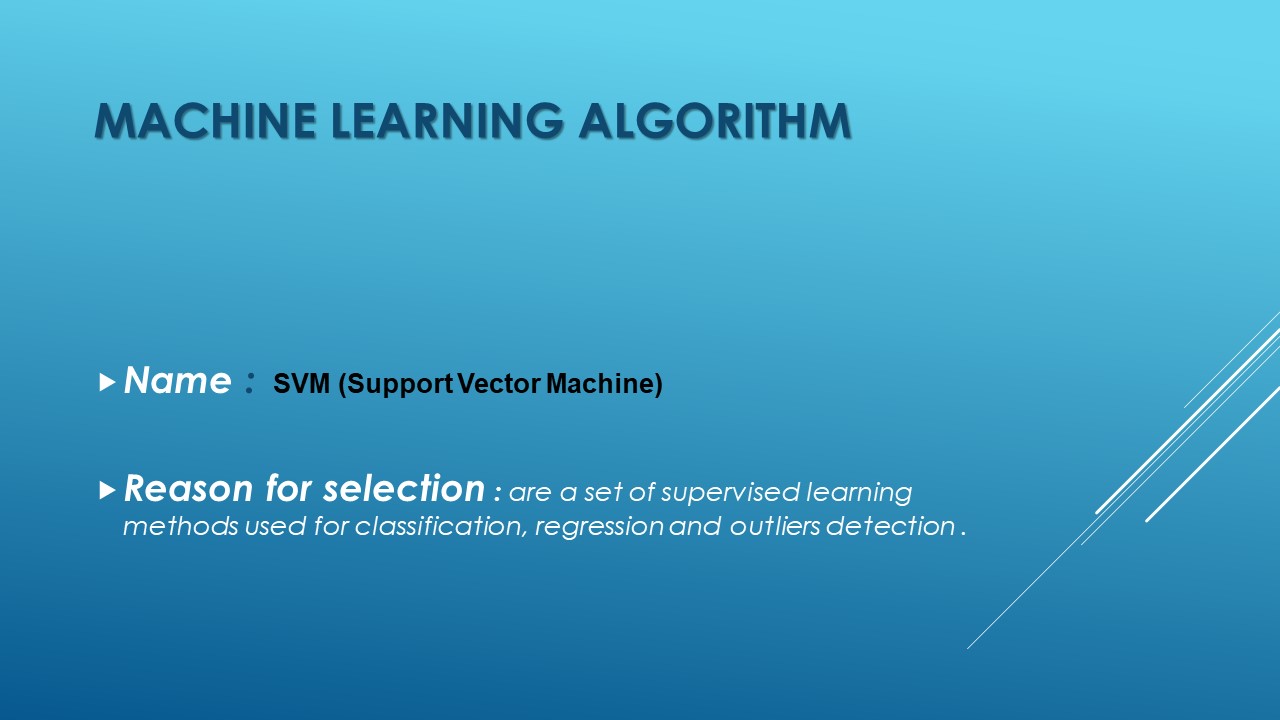 MACHINE LEARNING ALGORITHM
Name : SVM (Support Vector Machine)
Reason for selection : are a set of supervised learning
methods used for classification, regression and outliers detection .